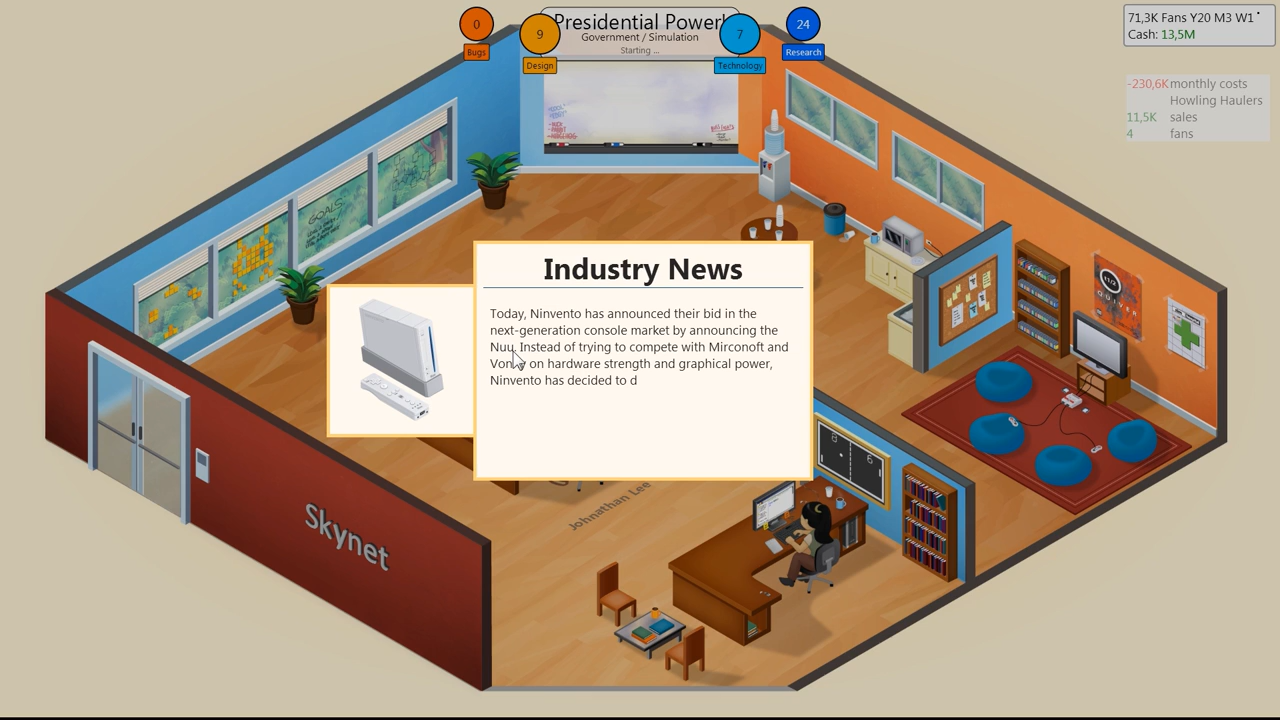 Presidential Power!
Government / Simulation
Starting ...
0
Bugs
9
Design
7
Technology
24
Research
71,3K Fans Y20 M3 W1
Cash: 13,5M
-230,6K monthly costs
Howling Haulers
11,5K sales
4 fans
GOALS
Industry News
Today, Ninvento has announced their bid in the
next-generation console market by announcing the
Nuu. Instead of trying to compete with Mirconoft and
on hardware strength and graphical power,
Ninvento has decided to d
Johnathan Lee
Skynet